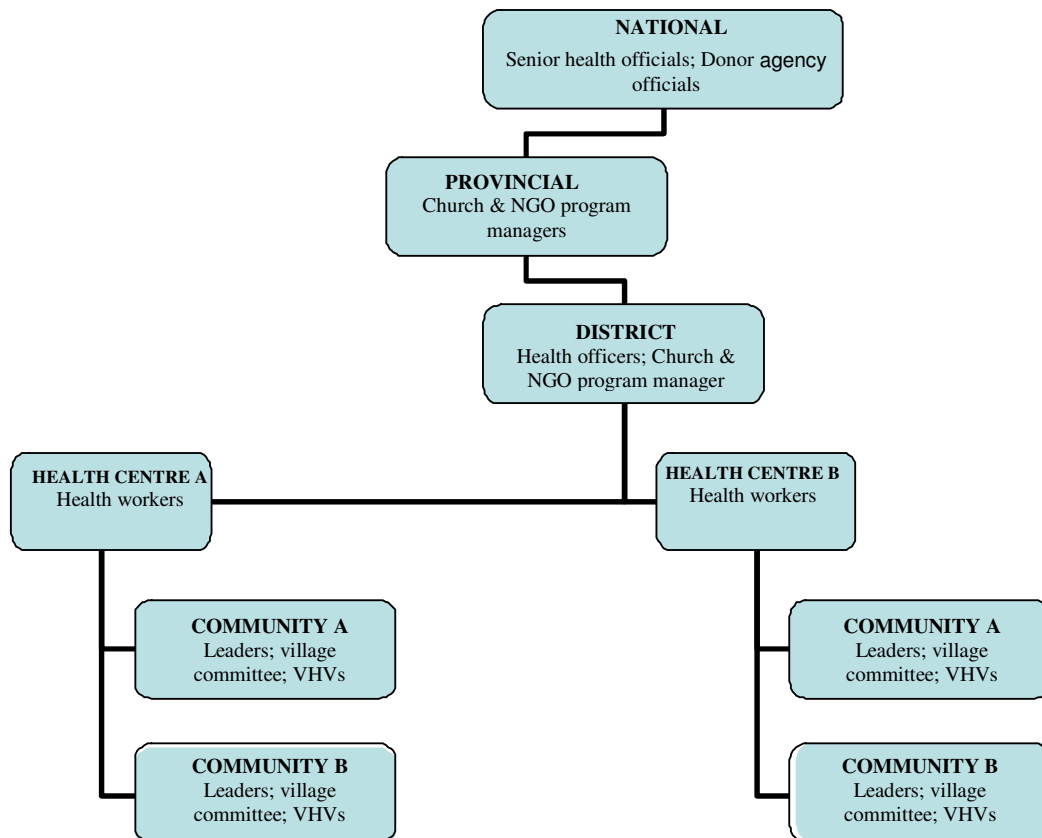 NATIONAL
Senior health officials; Donor agency
officials
PROVINCIAL
Church & NGO program
managers
DISTRICT
Health officers; Church &
NGO program manager
HEALTH CENTRE A
Health workers
HEALTH CENTRE B
Health workers
COMMUNITY A
Leaders; village
committee; VHVs
COMMUNITY A
Leaders; village
committee; VHVs
COMMUNITY B
Leaders; village
committee; VHVs
COMMUNITY B
Leaders; village
committee; VHVs